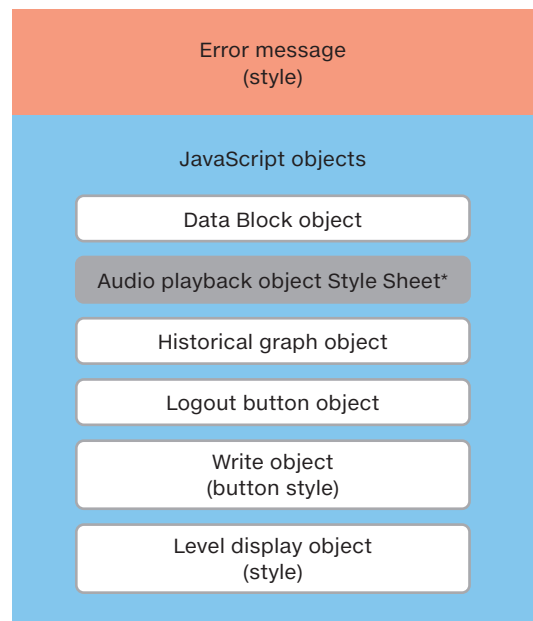 Error message
(style)
JavaScript objects
Data Block object
Audio playback object Style Sheet*
Historical graph object
Logout button object
Write object
(button style)
Level display object
(style)